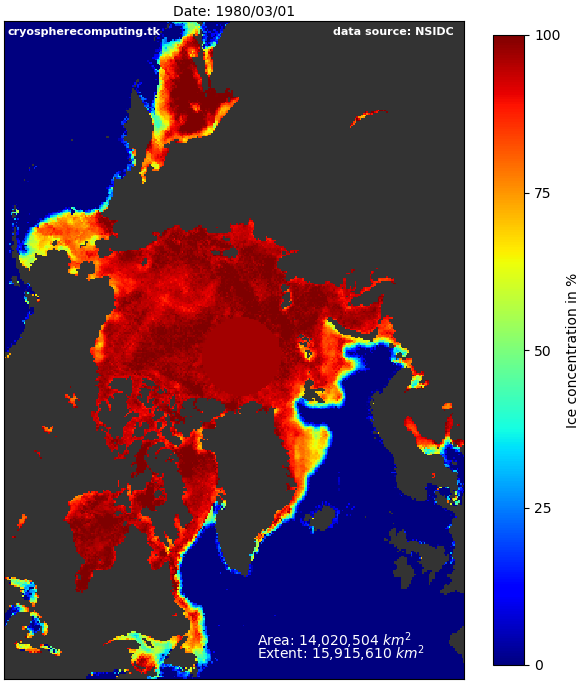 Date: 1980/03/01
cryospherecomputing.tk data source: NSIDC
100
75
50
25
0
Ice concentration in %
Area: 14,020,504 km²
Extent: 15,915,610 km²